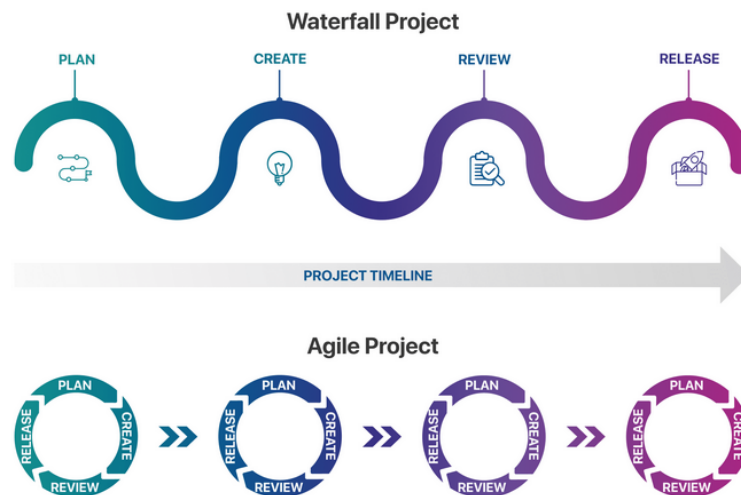 Waterfall Project
PLAN
CREATE
REVIEW
RELEASE
PROJECT TIMELINE
Agile Project
PLAN
CREATE
REVIEW
RELEASE
PLAN
CREATE
REVIEW
RELEASE
PLAN
CREATE
REVIEW
RELEASE
PLAN
CREATE
REVIEW
RELEASE